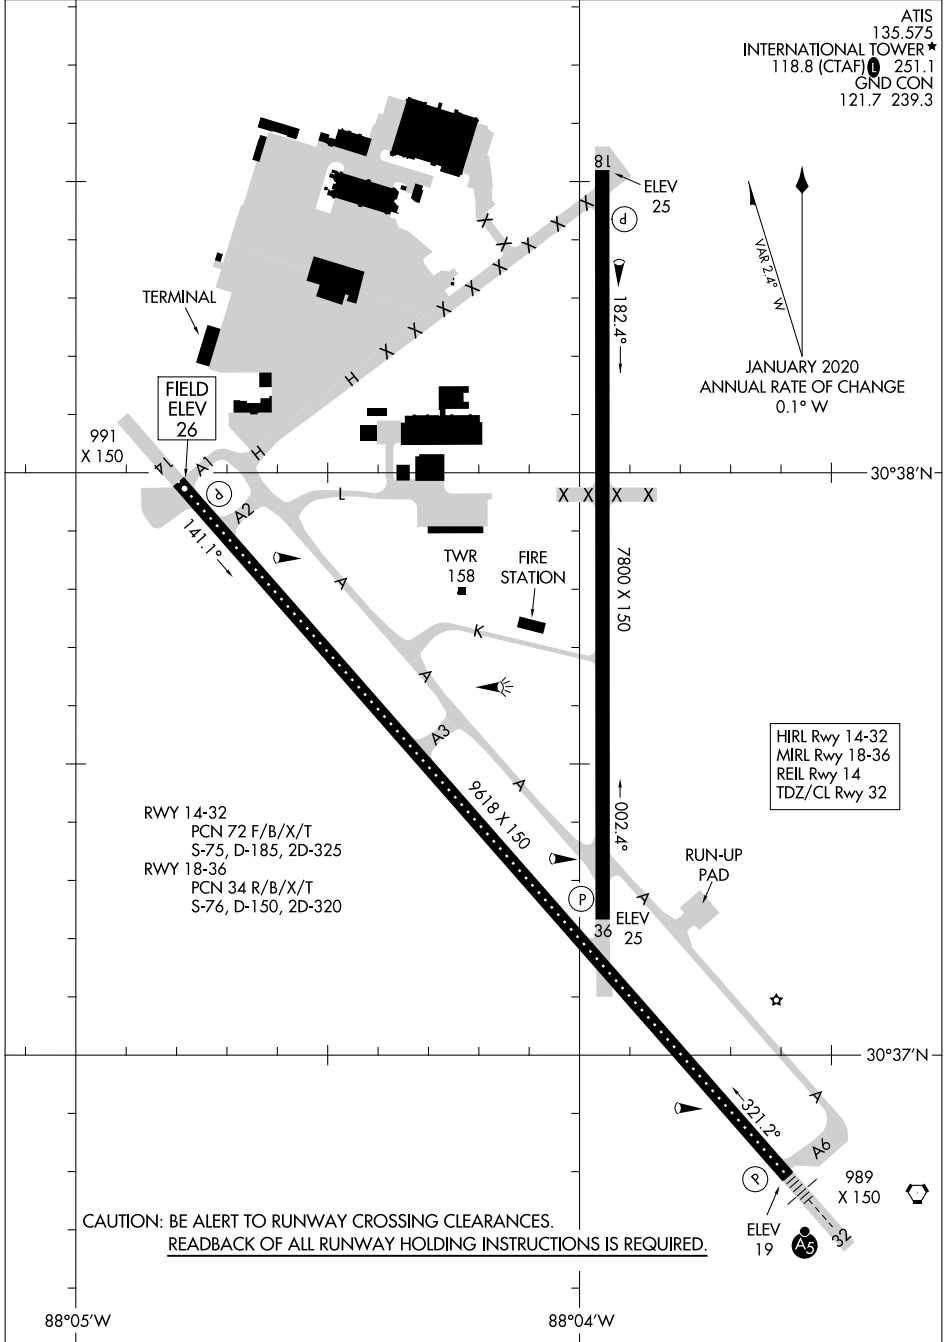 ATIS
135.575
INTERNATIONAL TOWER ★
118.8 (CTAF) L 251.1
GND CON
121.7 239.3
18
ELEV
25
P
VAR 2.4° W
182.4°
JANUARY 2020
ANNUAL RATE OF CHANGE
0.1° W
X X X X X X X X X X
TERMINAL
H
FIELD
ELEV
26
991
X 150
14
A1
H
30°38'N
P
A2
L
X X X X
141.1°
TWR
158
FIRE
STATION
7800 X 150
A
K
A
A3
HIRL Rwy 14-32
MIRL Rwy 18-36
REIL Rwy 14
TDZ/CL Rwy 32
A
9618 X 150
002.4°
RWY 14-32
PCN 72 F/B/X/T
S-75, D-185, 2D-325
RWY 18-36
PCN 34 R/B/X/T
S-76, D-150, 2D-320
RUN-UP
PAD
P
A
36
ELEV
25
30°37'N
321.2°
A
A6
P
989
X 150
ELEV
19
A5
32
CAUTION: BE ALERT TO RUNWAY CROSSING CLEARANCES.
READBACK OF ALL RUNWAY HOLDING INSTRUCTIONS IS REQUIRED.
88°05'W
88°04'W